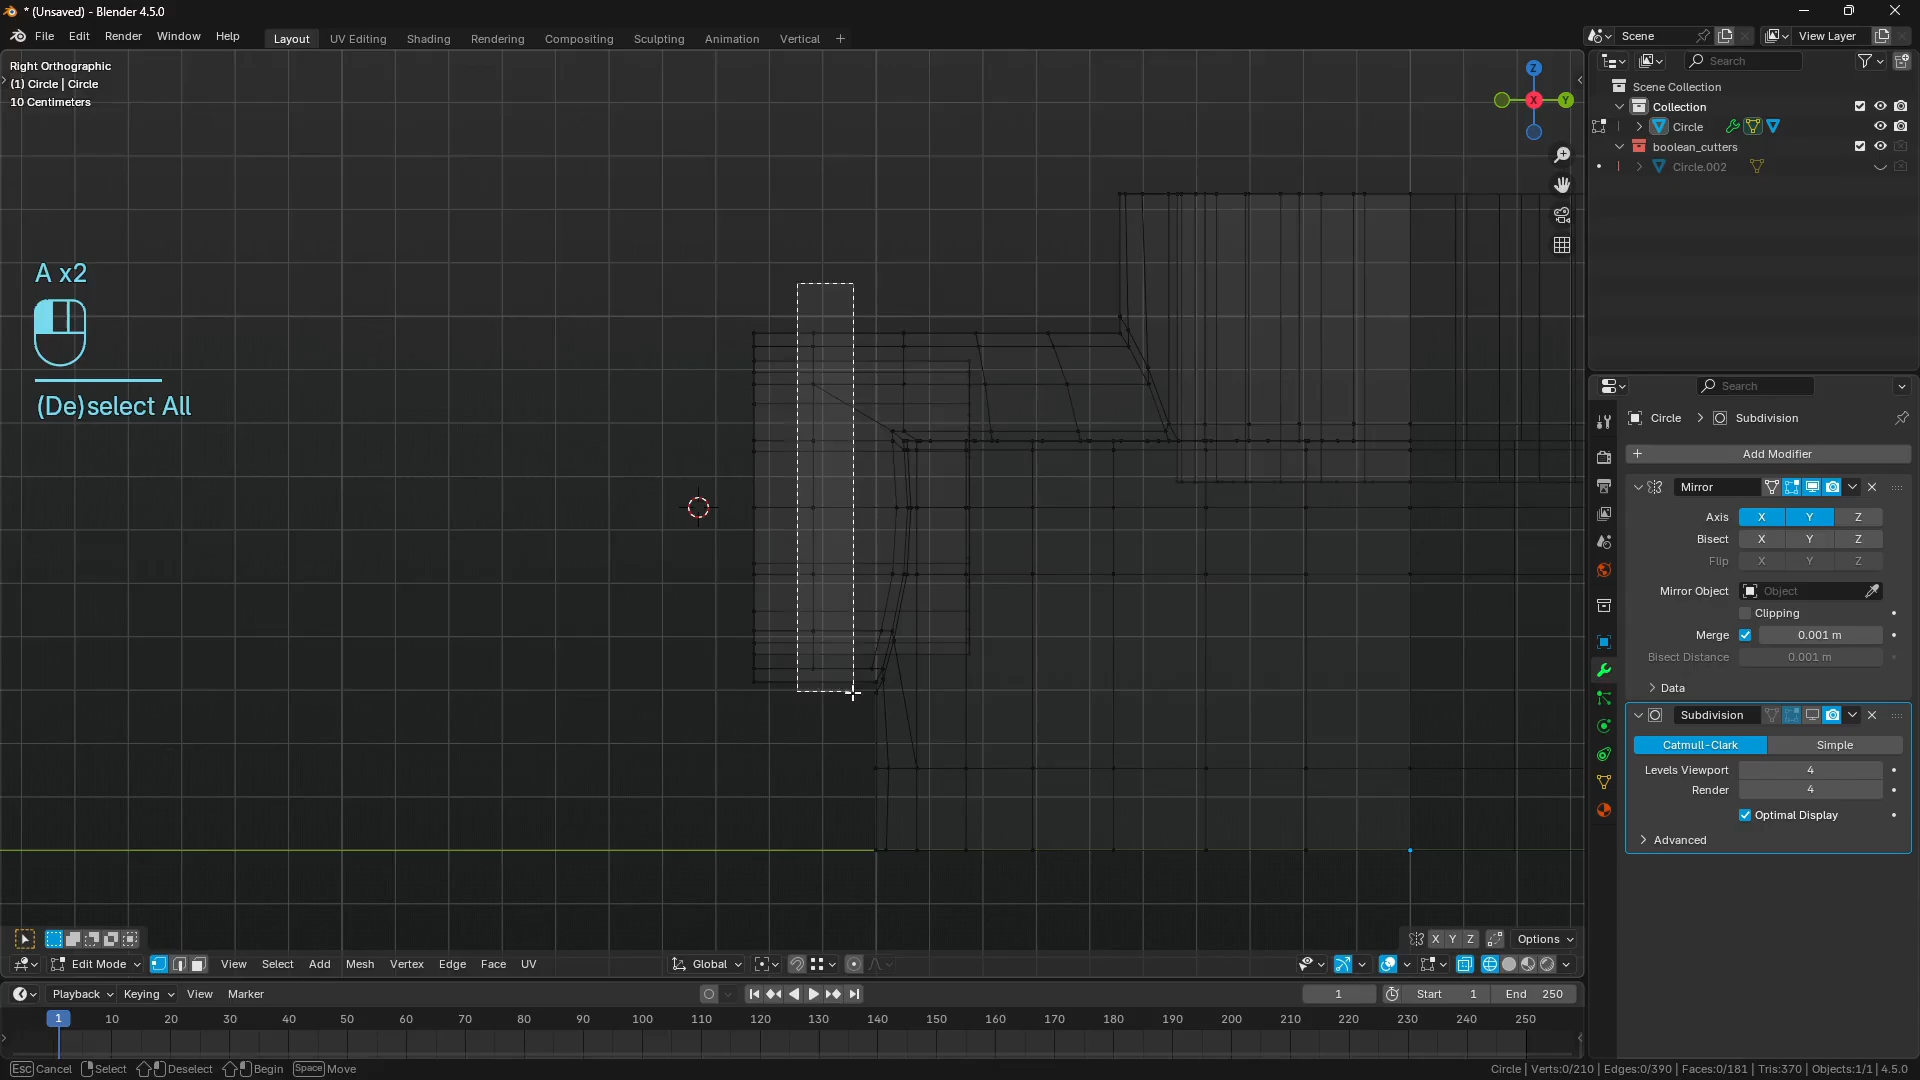 * (Unsaved) - Blender 4.5.0
File Edit Render Window Help Layout UV Editing Shading Rendering Compositing Sculpting Animation Vertical +
Scene View Layer
Right Orthographic
(1) Circle | Circle
10 Centimeters
Z
X
Y
Search
Scene Collection
Collection
Circle
boolean_cutters
Circle.002
A x2
(De)select All
Search
Circle > Subdivision
+ Add Modifier
Mirror
Axis X Y Z
Bisect X Y Z
Flip X Y Z
Mirror Object Object
Clipping
Merge 0.001 m
Bisect Distance 0.001 m
Data
Subdivision
Catmull-Clark Simple
Levels Viewport 4
Render 4
Optimal Display
Advanced
X Y Z Options
Edit Mode View Select Add Mesh Vertex Edge Face UV Global
Playback Keying View Marker 1 Start 1 End 250
1 10 20 30 40 50 60 70 80 90 100 110 120 130 140 150 160 170 180 190 200 210 220 230 240 250
Esc Cancel Select Deselect Begin Space Move Circle | Verts:0/210 | Edges:0/390 | Faces:0/181 | Tris:370 | Objects:1/1 | 4.5.0